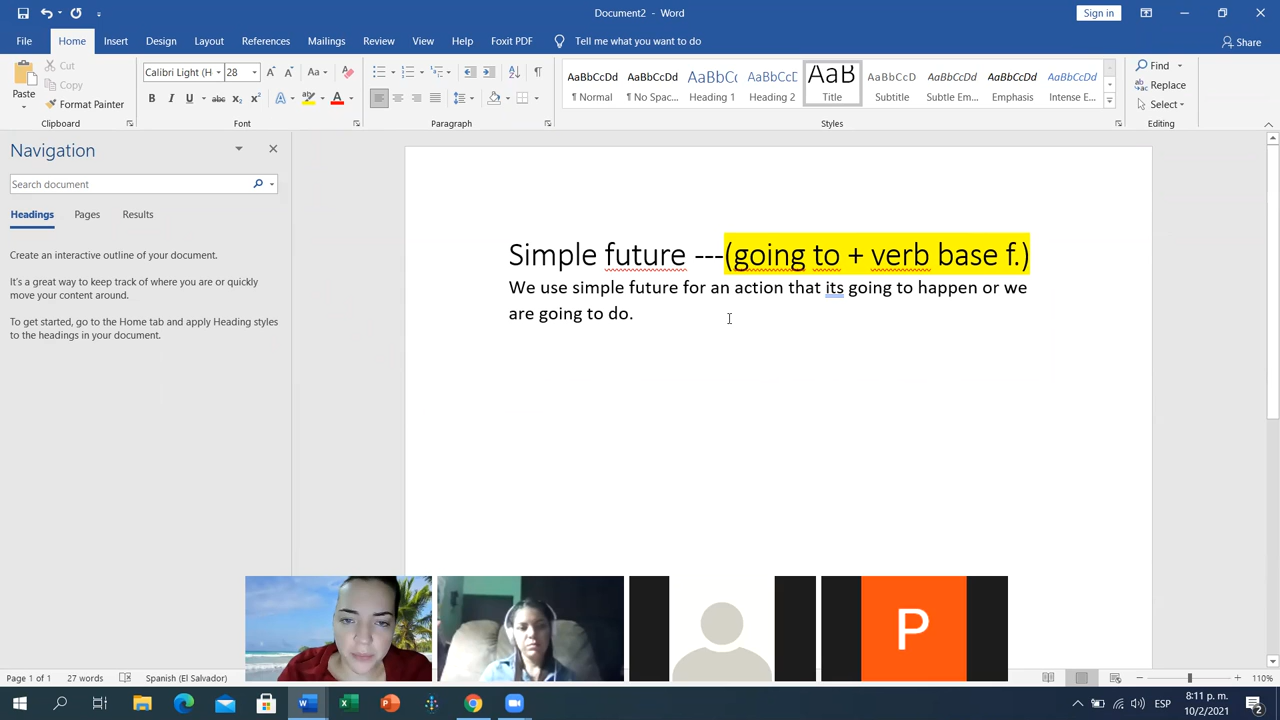 Document2 - Word
Sign in
File Home Insert Design Layout References Mailings Review View Help Foxit PDF Tell me what you want to do
Share
Paste
Cut
Copy
Format Painter
Clipboard
Calibri Light (H 28
Font
Paragraph
AaBbCcDd AaBbCcDd AaBbC( AaBbCcD AaB AaBbCcDd AaBbCcDd AaBbCcDd AaBbCcDd
¶ Normal ¶ No Spac... Heading 1 Heading 2 Title Subtitle Subtle Em... Emphasis Intense E...
Styles
Find
Replace
Select
Editing
Navigation
Search document
Headings Pages Results
Create an interactive outline of your document.
It's a great way to keep track of where you are or quickly
move your content around.
To get started, go to the Home tab and apply Heading styles
to the headings in your document.
Simple future ---(going to + verb base f.)
We use simple future for an action that its going to happen or we
are going to do.
P
Page 1 of 1 27 words Spanish (El Salvador)
110%
ESP
8:11 p. m.
10/2/2021
2